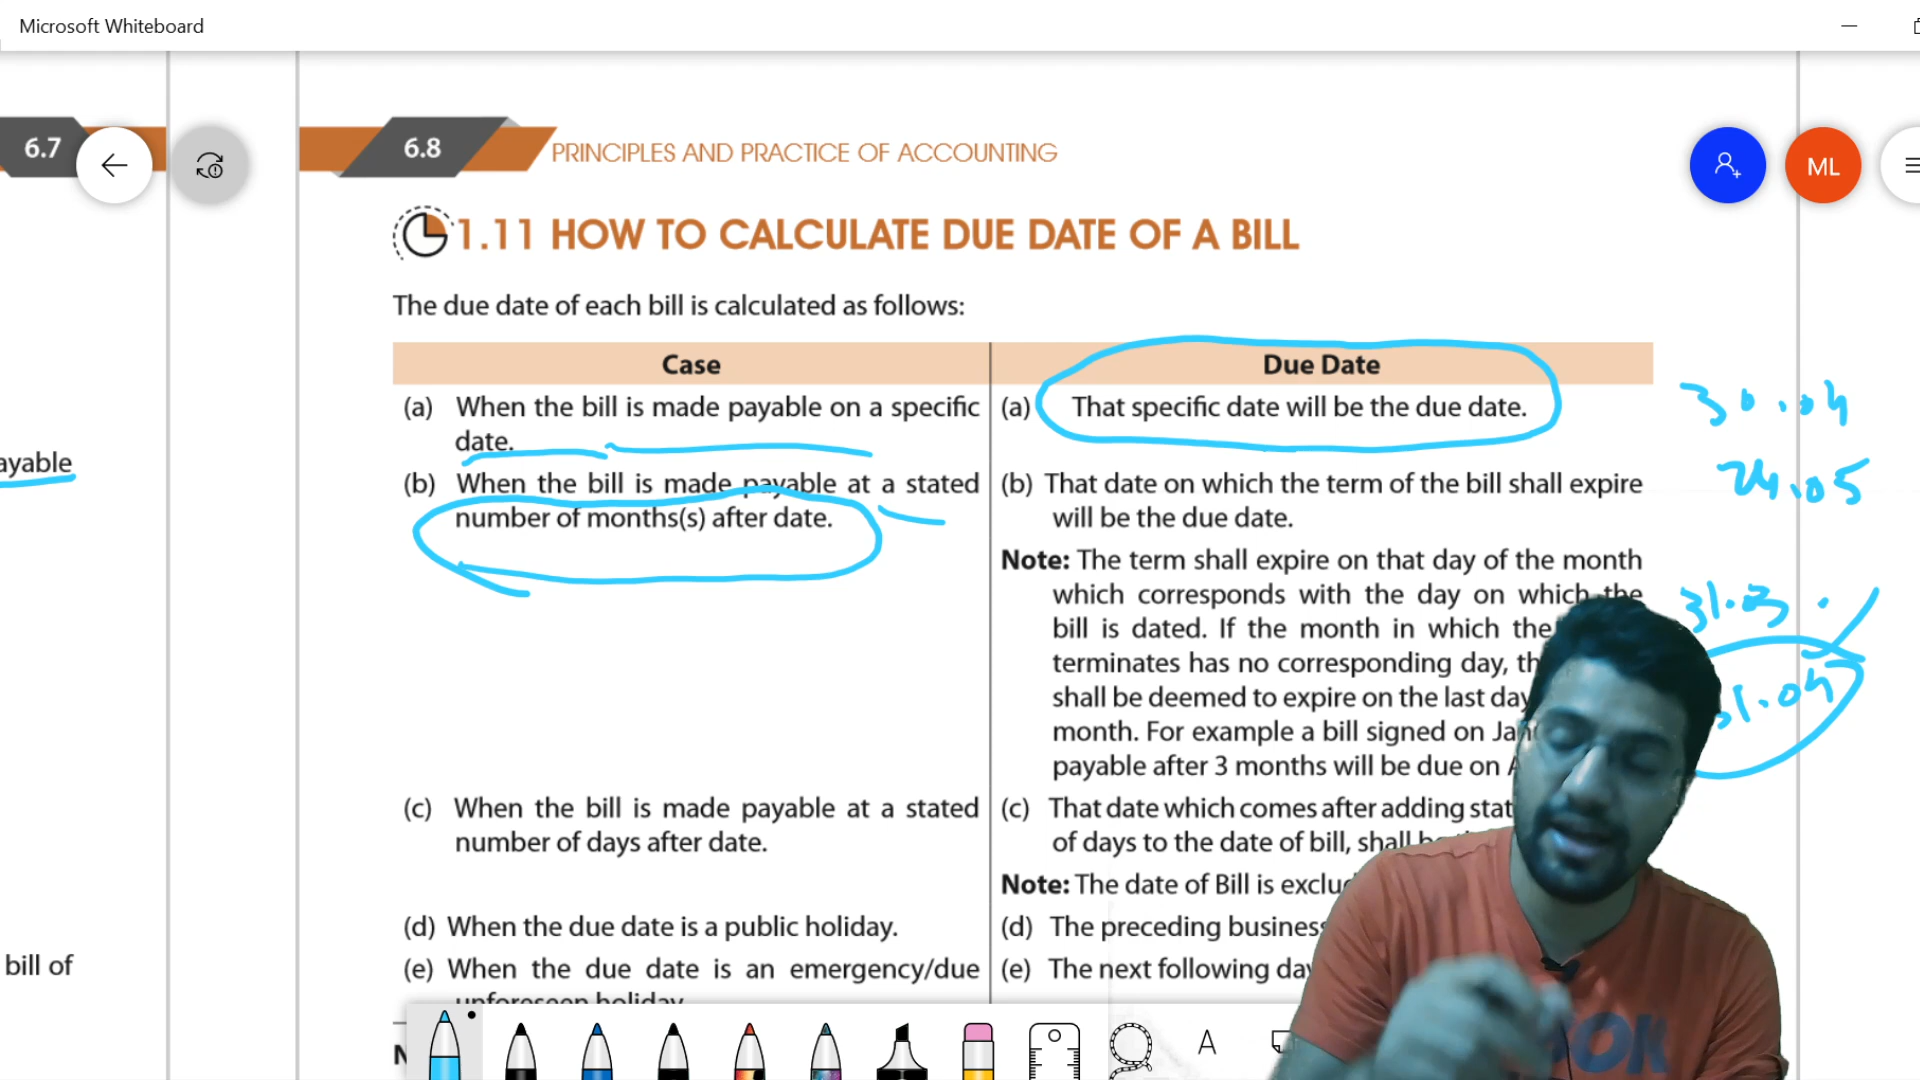 Microsoft Whiteboard
6.7
6.8
PRINCIPLES AND PRACTICE OF ACCOUNTING
ML
1.11 HOW TO CALCULATE DUE DATE OF A BILL
The due date of each bill is calculated as follows:
Case
Due Date
(a) When the bill is made payable on a specific
date.
(a) That specific date will be the due date.
30.04
(b) When the bill is made payable at a stated
number of months(s) after date.
(b) That date on which the term of the bill shall expire
will be the due date.
24.05
Note: The term shall expire on that day of the month
which corresponds with the day on which the
bill is dated. If the month in which the
terminates has no corresponding day,
shall be deemed to expire on the last day
month. For example a bill signed on
payable after 3 months will be due on
31.03
31.04
(c) When the bill is made payable at a stated
number of days after date.
(c) That date which comes after adding
of days to the date of bill, shall
Note: The date of Bill is
(d) When the due date is a public holiday.
(d) The preceding business
(e) When the due date is an emergency/due
unforeseen holiday
(e) The next following
ayable
bill of
A